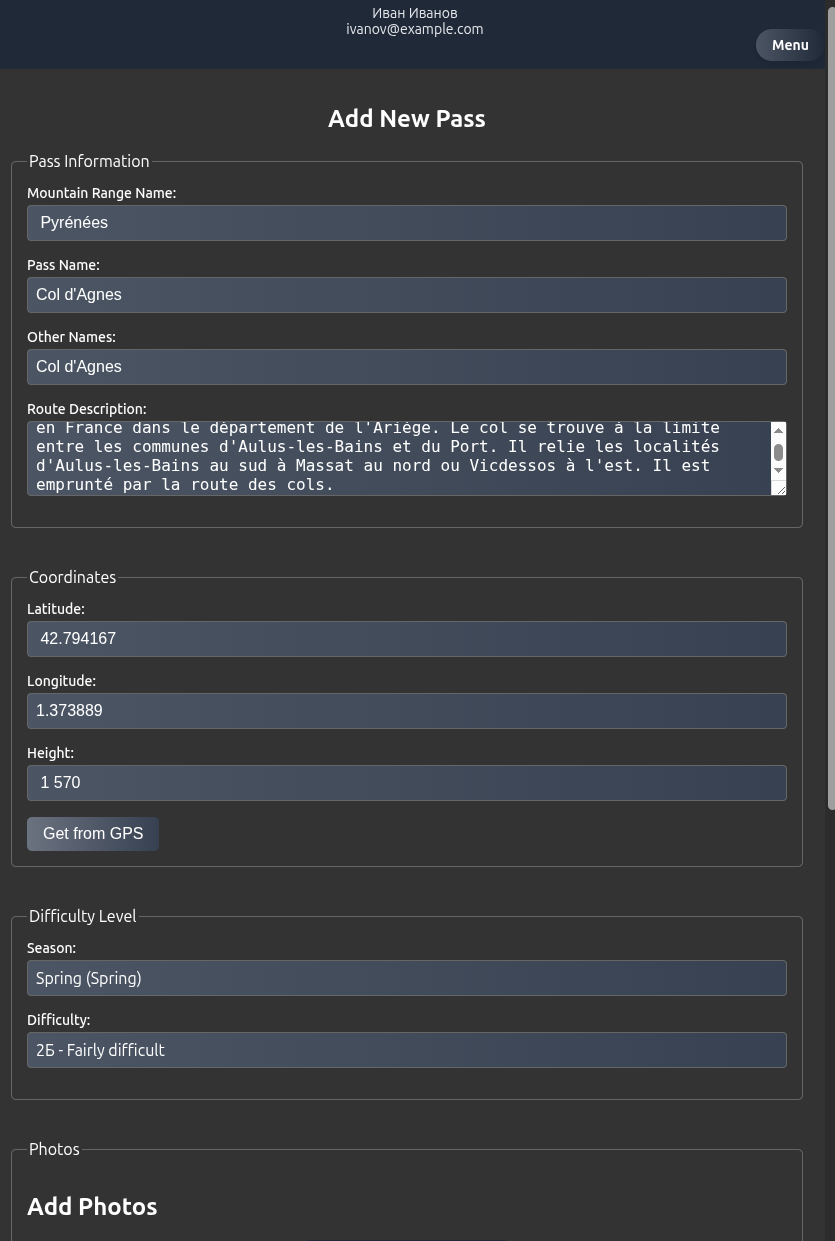 Иван Иванов
ivanov@example.com
Menu
Add New Pass
Pass Information
Mountain Range Name:
Pyrénées
Pass Name:
Col d'Agnes
Other Names:
Col d'Agnes
Route Description:
en France dans le département de l'Ariège. Le col se trouve à la limite
entre les communes d'Aulus-les-Bains et du Port. Il relie les localités
d'Aulus-les-Bains au sud à Massat au nord ou Vicdessos à l'est. Il est
emprunté par la route des cols.
Coordinates
Latitude:
42.794167
Longitude:
1.373889
Height:
1 570
Get from GPS
Difficulty Level
Season:
Spring (Spring)
Difficulty:
2Б - Fairly difficult
Photos
Add Photos